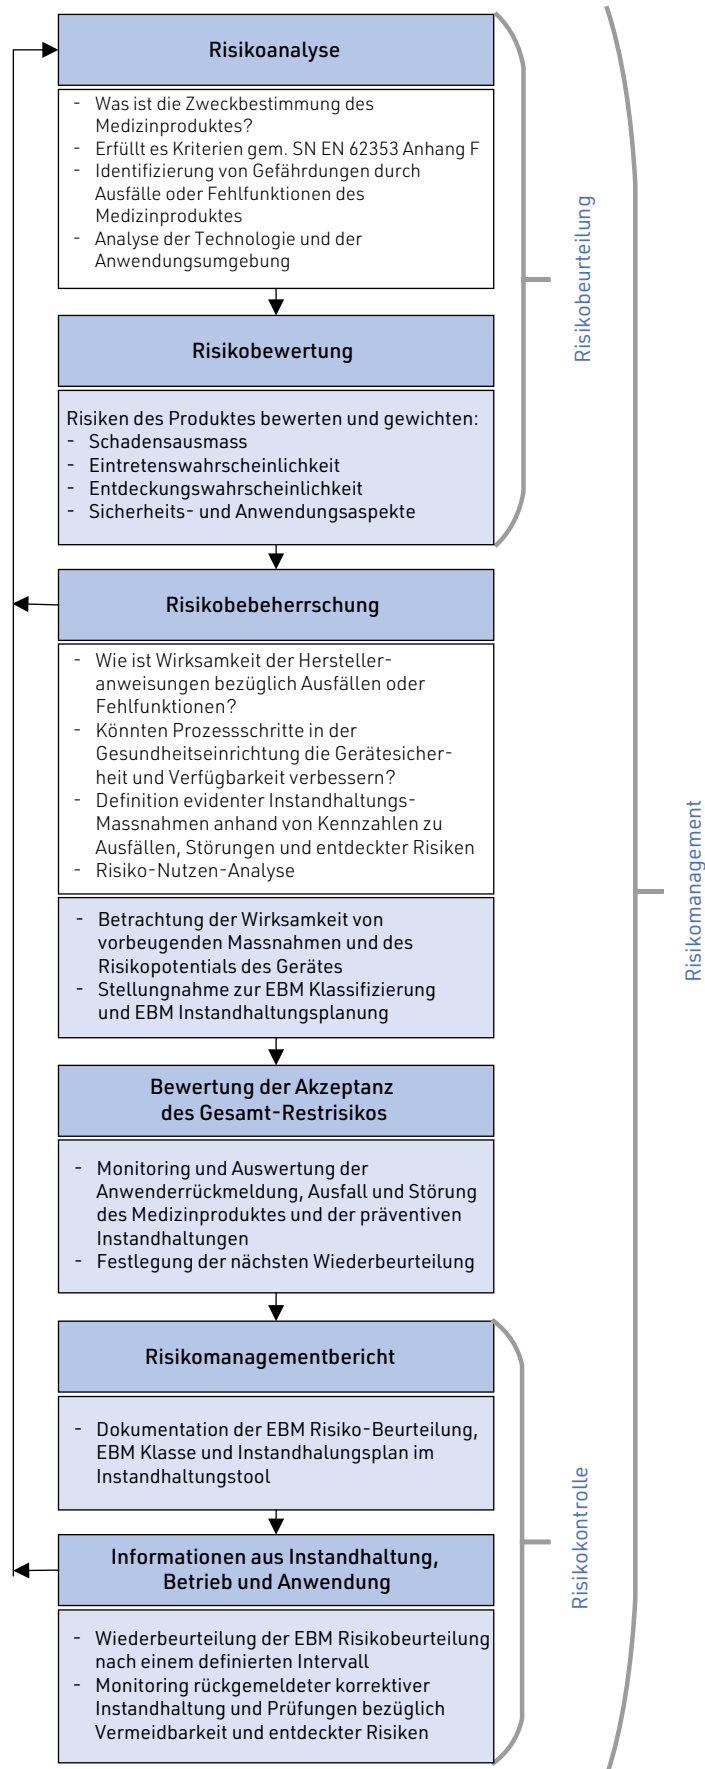 Risikoanalyse
- Was ist die Zweckbestimmung des
Medizinproduktes?
- Erfüllt es Kriterien gem. SN EN 62353 Anhang F
- Identifizierung von Gefährdungen durch
Ausfälle oder Fehlfunktionen des
Medizinproduktes
- Analyse der Technologie und der
Anwendungsumgebung
Risikobewertung
Risiken des Produktes bewerten und gewichten:
- Schadensausmass
- Eintretenswahrscheinlichkeit
- Entdeckungswahrscheinlichkeit
- Sicherheits- und Anwendungsaspekte
Risikobeurteilung
Risikobebeherrschung
- Wie ist Wirksamkeit der Hersteller-
anweisungen bezüglich Ausfällen oder
Fehlfunktionen?
- Könnten Prozessschritte in der
Gesundheitseinrichtung die Gerätesicher-
heit und Verfügbarkeit verbessern?
- Definition evidenter Instandhaltungs-
Massnahmen anhand von Kennzahlen zu
Ausfällen, Störungen und entdeckter Risiken
- Risiko-Nutzen-Analyse
- Betrachtung der Wirksamkeit von
vorbeugenden Massnahmen und des
Risikopotentials des Gerätes
- Stellungnahme zur EBM Klassifizierung
und EBM Instandhaltungsplanung
Bewertung der Akzeptanz
des Gesamt-Restrisikos
- Monitoring und Auswertung der
Anwenderrückmeldung, Ausfall und Störung
des Medizinproduktes und der präventiven
Instandhaltungen
- Festlegung der nächsten Wiederbeurteilung
Risikomanagementbericht
- Dokumentation der EBM Risiko-Beurteilung,
EBM Klasse und Instandhalungsplan im
Instandhaltungstool
Informationen aus Instandhaltung,
Betrieb und Anwendung
- Wiederbeurteilung der EBM Risikobeurteilung
nach einem definierten Intervall
- Monitoring rückgemeldeter korrektiver
Instandhaltung und Prüfungen bezüglich
Vermeidbarkeit und entdeckter Risiken
Risikokontrolle
Risikomanagement